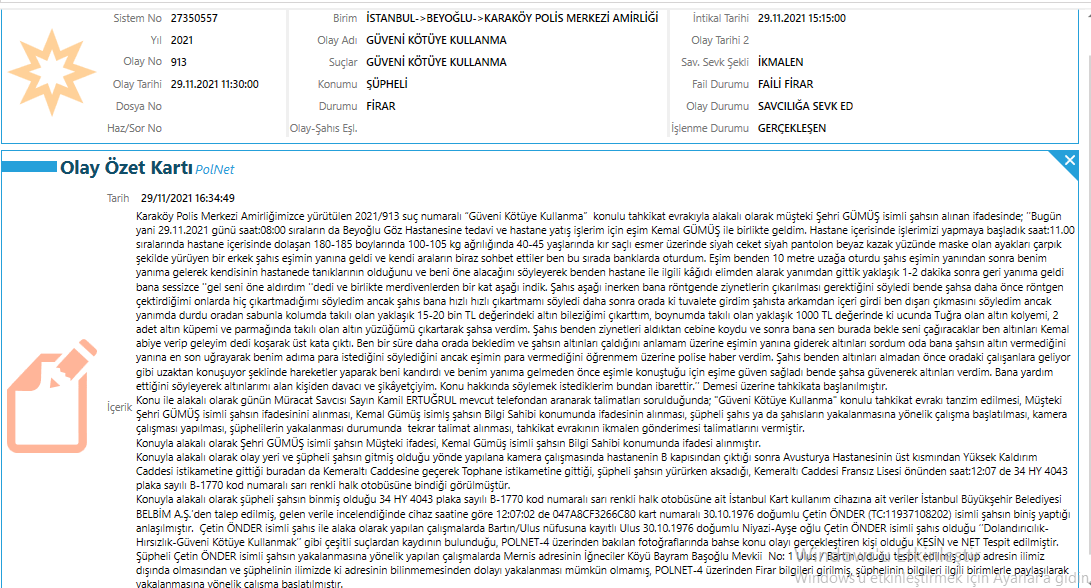 Sistem No 27350557
Yıl 2021
Olay No 913
Olay Tarihi 29.11.2021 11:30:00
Dosya No
Haz/Sor No
Birim İSTANBUL->BEYOĞLU->KARAKÖY POLİS MERKEZİ AMİRLİĞİ
Olay Adı GÜVENİ KÖTÜYE KULLANMA
Suçlar GÜVENİ KÖTÜYE KULLANMA
Konumu ŞÜPHELİ
Durumu FİRAR
Olay-Şahıs Eşl.
İntikal Tarihi 29.11.2021 15:15:00
Olay Tarihi 2
Sav. Sevk Şekli İKMALEN
Fail Durumu FAİLİ FİRAR
Olay Durumu SAVCILIĞA SEVK ED
İşlenme Durumu GERÇEKLEŞEN
Olay Özet Kartı PolNet
Tarih 29/11/2021 16:34:49
İçerik
Karaköy Polis Merkezi Amirliğimizce yürütülen 2021/913 suç numaralı "Güveni Kötüye Kullanma" konulu tahkikat evrakıyla alakalı olarak müşteki Şehri GÜMÜŞ isimli şahsın alınan ifadesinde; "Bugün
yani 29.11.2021 günü saat:08:00 sıraların da Beyoğlu Göz Hastanesine tedavi ve hastane yatış işlerim için eşim Kemal GÜMÜŞ ile birlikte geldim. Hastane içerisinde işlerimizi yapmaya başladık saat:11.00
sıralarında hastane içerisinde dolaşan 180-185 boylarında 100-105 kg ağrılığında 40-45 yaşlarında kır saçlı esmer üzerinde siyah ceket siyah pantolon beyaz kazak yüzünde maske olan ayakları çarpık
şekilde yürüyen bir erkek şahıs eşimin yanına geldi ve kendi araların biraz sohbet ettiler ben bu sırada banklarda oturdum. Eşim benden 10 metre uzağa oturdu şahıs eşimin yanından sonra benim
yanıma gelerek kendisinin hastanede tanıklarının olduğunu ve beni öne alacağını söyleyerek benden hastane ile ilgili kâğıdı elimden alarak yanımdan gittik yaklaşık 1-2 dakika sonra geri yanıma geldi
bana sessizce ''gel seni öne aldırdım ''dedi ve birlikte merdivenlerden bir kat aşağı indik. Şahıs aşağı inerken bana röntgende ziynetlerin çıkarılması gerektiğini söyledi bende şahsa daha önce röntgen
çektirdiğimi onlarda hiç çıkartmadığımı söyledim ancak şahıs bana hızlı hızlı çıkartmamı söyledi daha sonra orada ki tuvalete girdim şahısta arkamdan içeri girdi ben dışarı çıkmasını söyledim ancak
yanımda durdu oradan sabunla kolumda takılı olan yaklaşık 15-20 bin TL değerindeki altın bileziğimi çıkarttım, boynumda takılı olan yaklaşık 1000 TL değerinde ki ucunda Tuğra olan altın kolyemi, 2
adet altın küpemi ve parmağında takılı olan altın yüzüğümü çıkartarak şahsa verdim. Şahıs benden ziynetleri aldıktan cebine koydu ve sonra bana sen burada bekle seni çağıracaklar ben altınları Kemal
abiye verip geleyim dedi koşarak üst kata çıktı. Ben bir süre daha orada bekledim ve şahsın altınları çaldığını anlamam üzerine eşimin yanına giderek altınları sordum oda bana şahsın altın vermediğini
yanına en son uğrayarak benim adıma para istediğini söylediğini ancak eşimin para vermediğini öğrenmem üzerine polise haber verdim. Şahıs benden altınları almadan önce oradaki çalışanlara geliyor
gibi uzaktan konuşuyor şeklinde hareketler yaparak beni kandırdı ve benim yanıma gelmeden önce eşimle konuştuğu için eşime güven sağladı bende şahsa güvenerek altınları verdim. Bana yardım
ettiğini söyleyerek altınlarımı alan kişiden davacı ve şikâyetçiyim. Konu hakkında söylemek istediklerim bundan ibarettir.'' Demesi üzerine tahkikata başlanılmıştır.
Konu ile alakalı olarak günün Müracat Savcısı Sayın Kamil ERTUĞRUL mevcut telefondan aranarak talimatları sorulduğunda; "Güveni Kötüye Kullanma" konulu tahkikat evrakı tanzim edilmesi, Müşteki
Şehri GÜMÜŞ isimli şahsın ifadesinini alınması, Kemal Gümüş isimiş şahsın Bilgi Sahibi konumunda ifadesinin alınması, şüpheli şahıs ya da şahısların yakalanmasına yönelik çalışma başlatılması, kamera
çalışması yapılması, şüphelilerin yakalanması durumunda tekrar talimat alınması, tahkikat evrakının ikmalen gönderimesi talimatlarını vermiştir.
Konuyla alakalı olarak Şehri GÜMÜŞ isimli şahsın Müşteki ifadesi, Kemal Gümüş isimli şahsın Bilgi Sahibi konumunda ifadesi alınmıştır.
Konuyla alakalı olarak olay yeri ve şüpheli şahsın gitmiş olduğu yönde yapılana kamera çalışmasında hastanenin B kapısından çıktığı sonra Avusturya Hastanesinin üst kısmından Yüksek Kaldırım
Caddesi istikametine gittiği buradan da Kemeraltı Caddesine geçerek Tophane istikametine gittiği, şüpheli şahsın yürürken aksadığı, Kemeraltı Caddesi Fransız Lisesi önünden saat:12:07 de 34 HY 4043
plaka sayılı B-1770 kod numaralı sarı renkli halk otobüsüne bindiği görülmüştür.
Konuyla alakalı olarak şüpheli şahsın binmiş olduğu 34 HY 4043 plaka sayılı B-1770 kod numaralı sarı renkli halk otobüsüne ait İstanbul Kart kullanım cihazına ait veriler İstanbul Büyükşehir Belediyesi
BELBİM A.Ş.'den talep edilmiş, gelen verile incelendiğinde cihaz saatine göre 12:07:02 de 047A8CF3266C80 kart numaralı 30.10.1976 doğumlu Çetin ÖNDER (TC:11937108202) isimli şahsın biniş yaptığı
anlaşılmıştır. Çetin ÖNDER isimli şahıs ile alaka olarak yapılan çalışmalarda Bartın/Ulus nüfusuna kayıtlı Ulus 30.10.1976 doğumlu Niyazi-Ayşe oğlu Çetin ÖNDER isimli şahıs olduğu ''Dolandırıcılık-
Hırsızlık-Güveni Kötüye Kullanmak'' gibi çeşitli suçlardan kaydının bulunduğu, POLNET-4 üzerinden bakılan fotoğraflarında bahse konu olayı gerçekleştiren kişi olduğu KESİN ve NET Tespit edilmiştir.
Şüpheli Çetin ÖNDER isimli şahsın yakalanmasına yönelik yapılan çalışmalarda Mernis adresinin İğneciler Köyü Bayram Başoğlu Mevkii No: 1 Ulus / Bartın olduğu tespit edilmiş olup adresin ilimiz
dışında olmasından ve şüphelinin ilimizde ki adresinin bilinmemesinden dolayı yakalanması mümkün olmamış, POLNET-4 üzerinden Firar bilgileri girilmiş, şüphelinin bilgileri ilgili birimlerle paylaşılarak
yakalanmasına yönelik çalışma başlatılmıştır.
Windows'u Etkinleştir
Windows'u etkinleştirmek için Ayarlar'a gidin